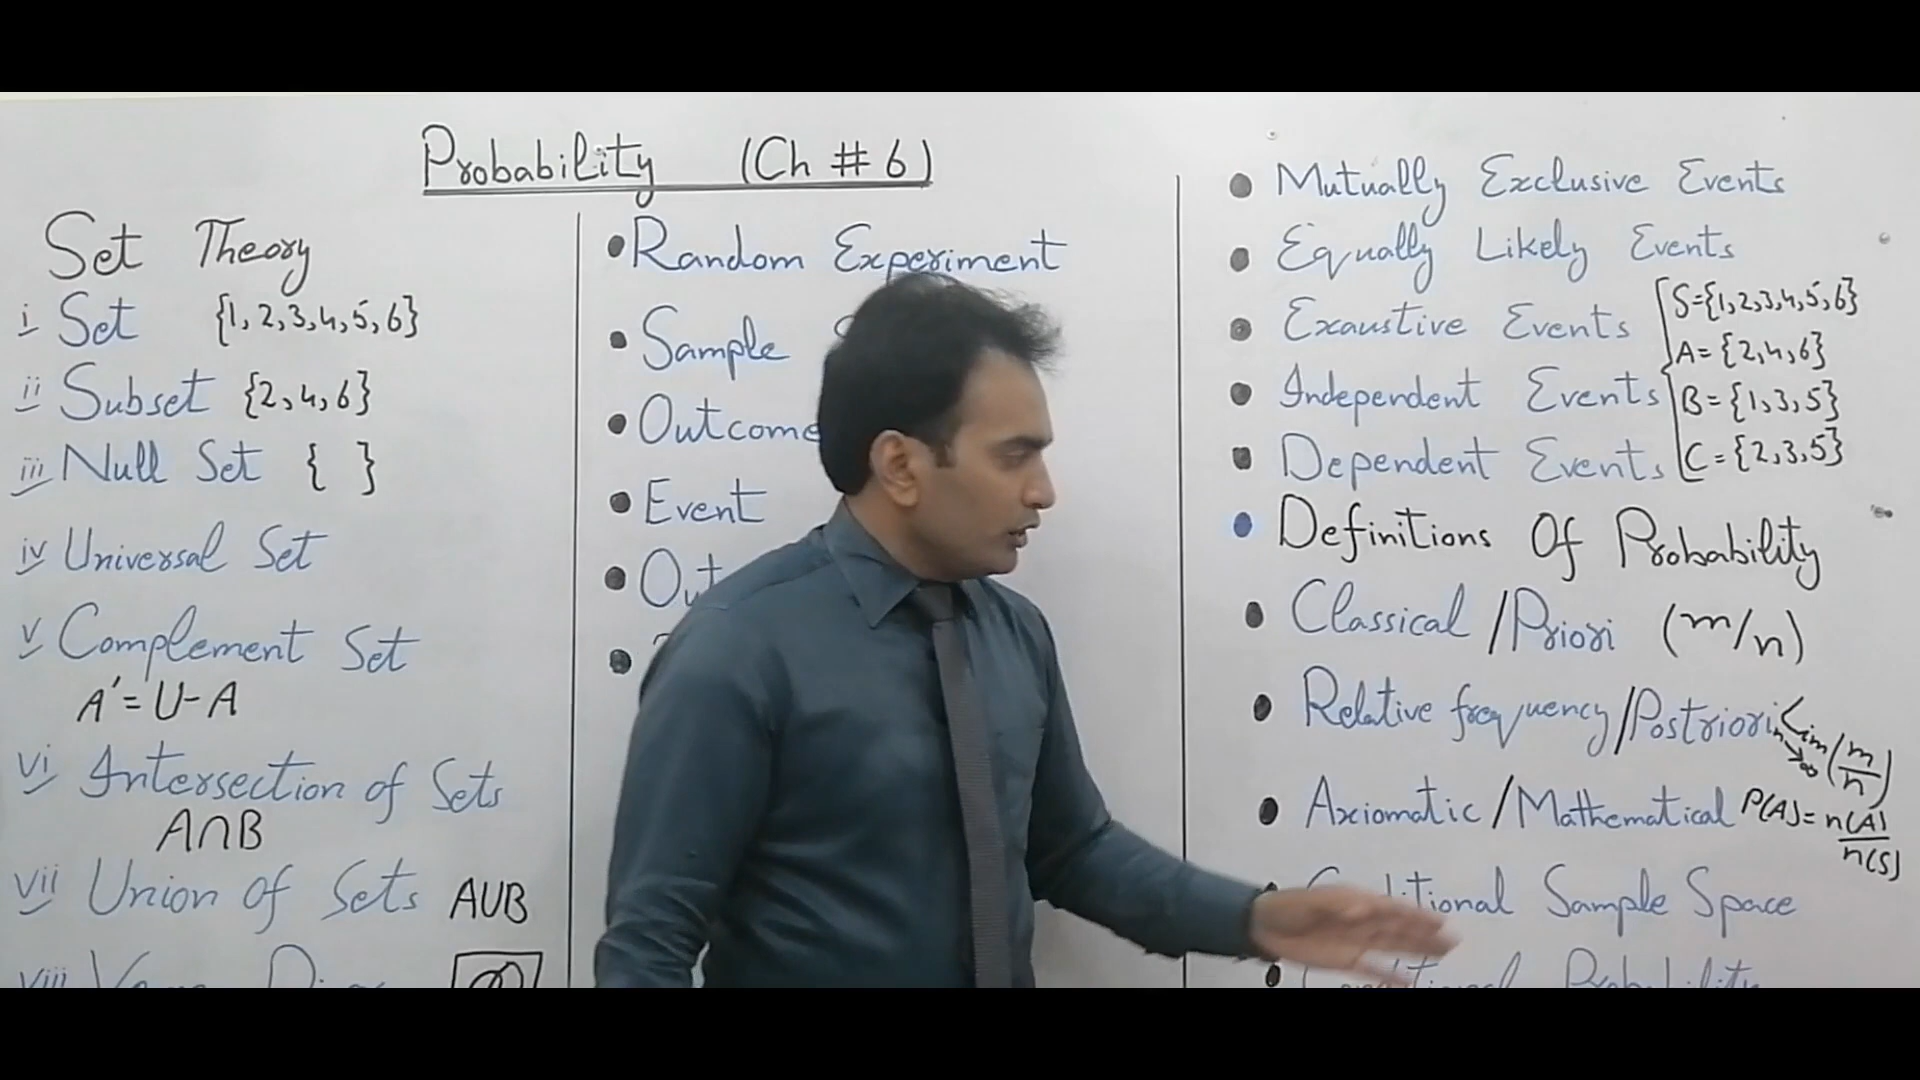 Probability (Ch # 6)
Set Theory
i Set {1, 2, 3, 4, 5, 6}
ii Subset {2, 4, 6}
iii Null Set { }
iv Universal Set
v Complement Set
A' = U - A
vi Intersection of Sets
A∩B
vii Union of Sets A∪B
viii
• Random Experiment
• Sample
• Outcome
• Event
• Mutually Exclusive Events
• Equally Likely Events
• Exaustive Events
• Independent Events
• Dependent Events
S={1,2,3,4,5,6}
A = {2,4,6}
B = {1,3,5}
C = {2,3,5}
• Definitions Of Probability
• Classical / Priori (m/n)
• Relative frequency / Postriori Lim n→∞ (m/n)
• Axiomatic / Mathematical P(A) = n(A)/n(S)
Sample Space
• Conditional Probability